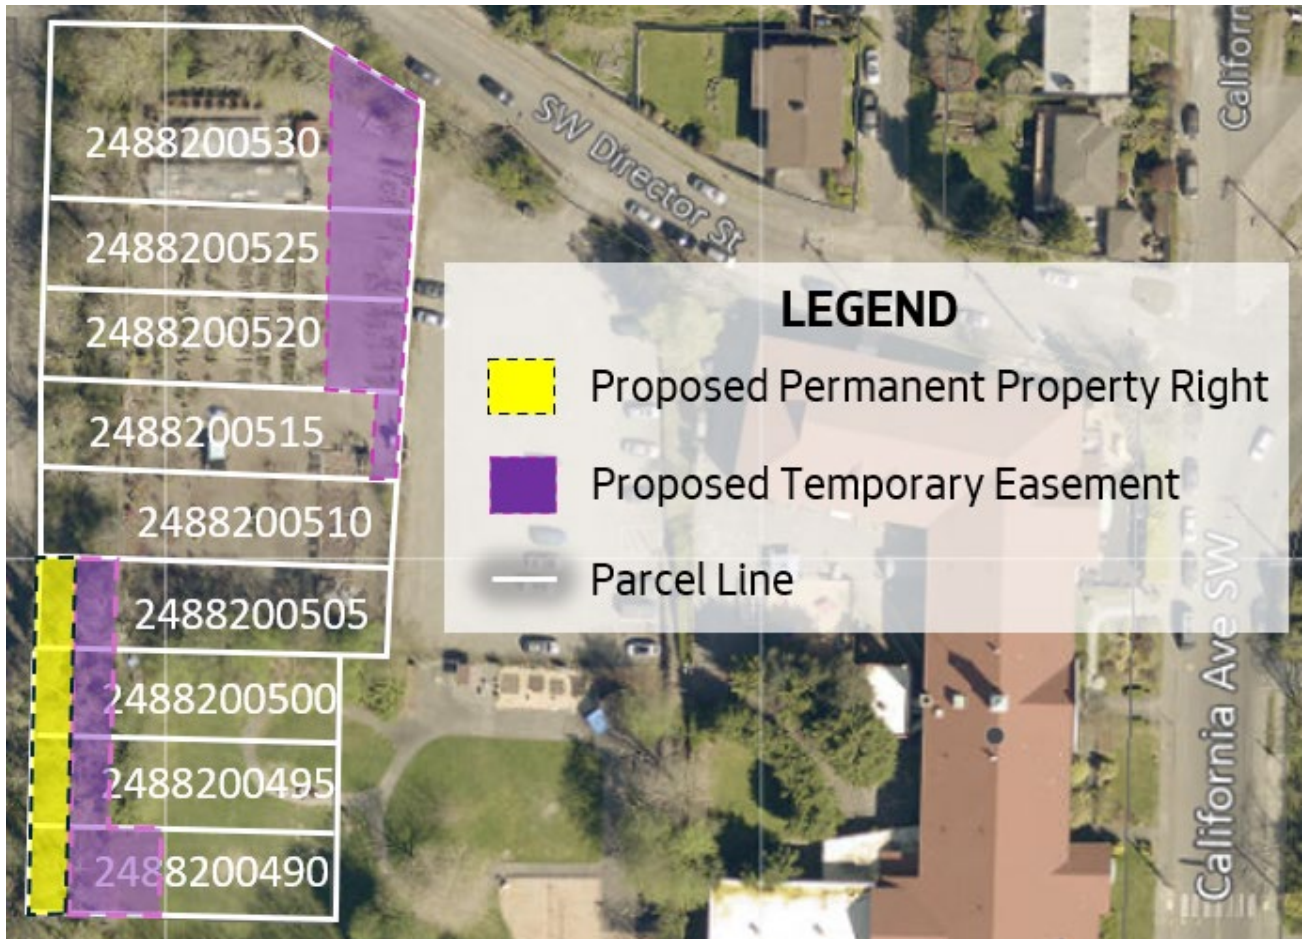 Californ
SW Director St
2488200530
2488200525
2488200520
2488200515
2488200510
2488200505
2488200500
2488200495
2488200490
LEGEND
Proposed Permanent Property Right
Proposed Temporary Easement
Parcel Line
California Ave SW